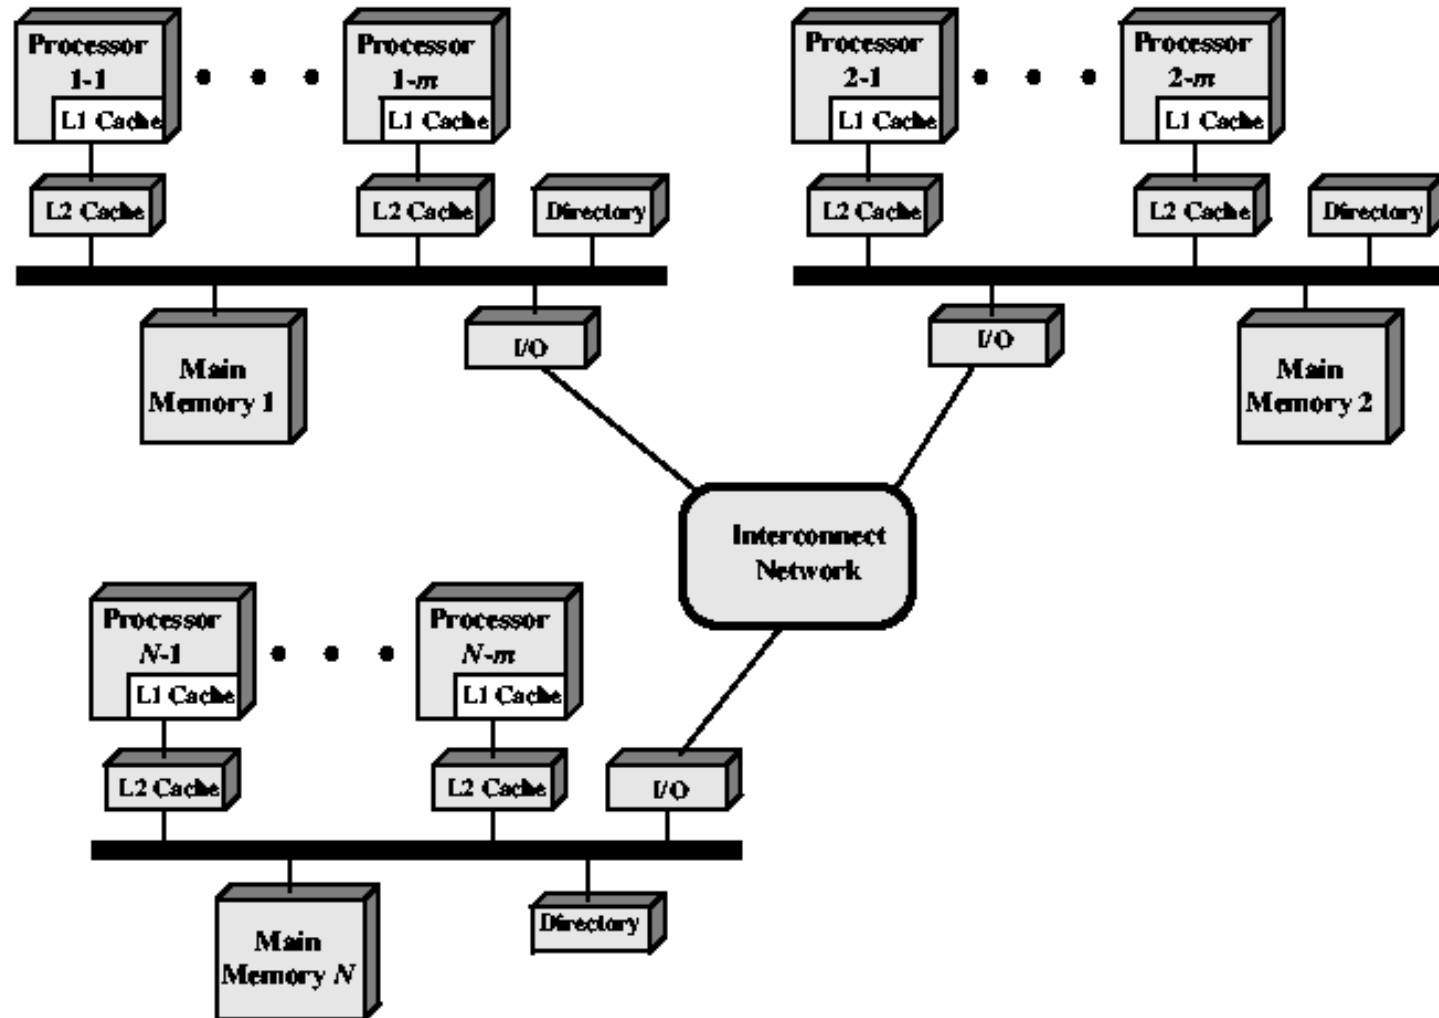 Processor
1-1
L1 Cache
L2 Cache
Processor
1-m
L1 Cache
L2 Cache
Directory
Main
Memory 1
I/O
Processor
2-1
L1 Cache
L2 Cache
Processor
2-m
L1 Cache
L2 Cache
Directory
I/O
Main
Memory 2
Interconnect
Network
Processor
N-1
L1 Cache
L2 Cache
Processor
N-m
L1 Cache
L2 Cache
I/O
Main
Memory N
Directory